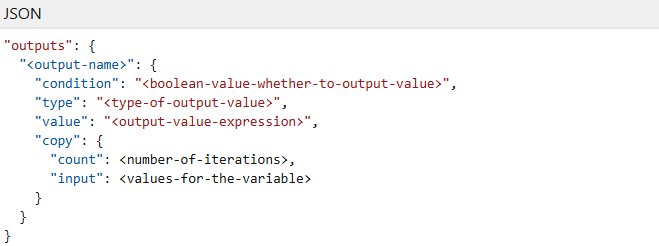 JSON
"outputs": {
  "<output-name>": {
    "condition": "<boolean-value-whether-to-output-value>",
    "type": "<type-of-output-value>",
    "value": "<output-value-expression>",
    "copy": {
      "count": <number-of-iterations>,
      "input": <values-for-the-variable>
    }
  }
}